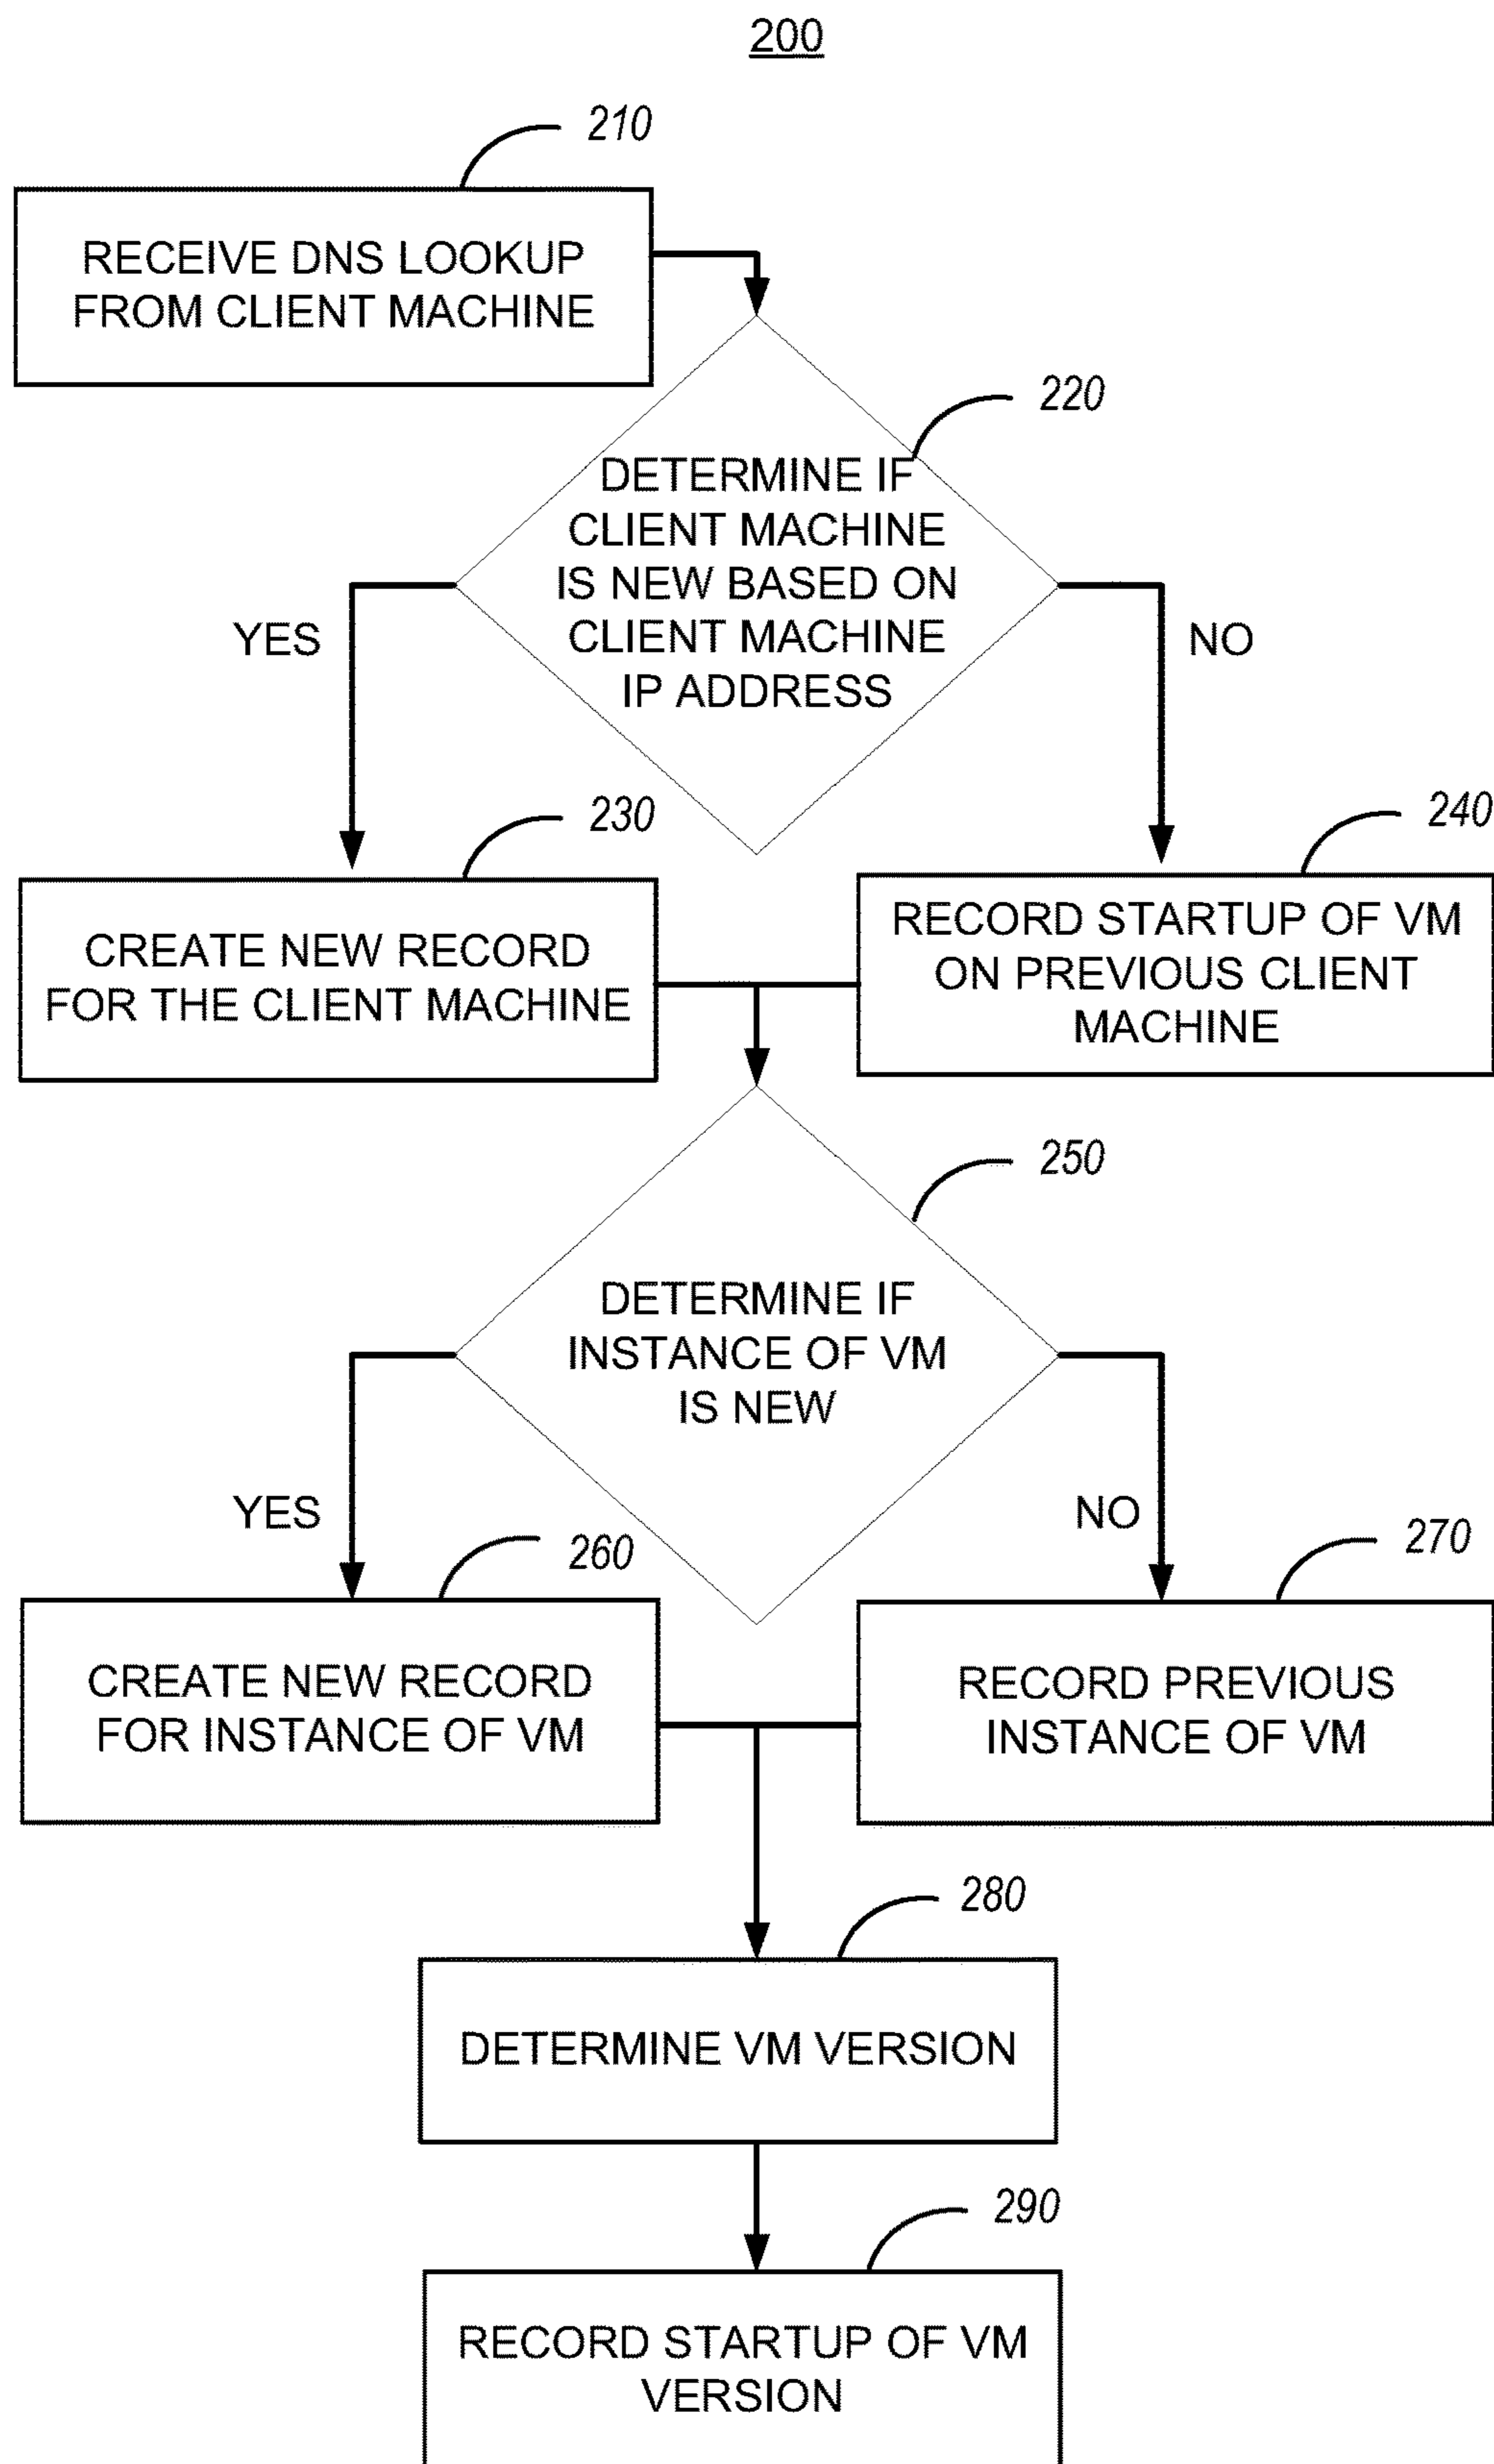 200
210
RECEIVE DNS LOOKUP
FROM CLIENT MACHINE
220
DETERMINE IF
CLIENT MACHINE
IS NEW BASED ON
CLIENT MACHINE
IP ADDRESS
YES
NO
230
240
CREATE NEW RECORD
FOR THE CLIENT MACHINE
RECORD STARTUP OF VM
ON PREVIOUS CLIENT
MACHINE
250
DETERMINE IF
INSTANCE OF VM
IS NEW
YES
NO
260
270
CREATE NEW RECORD
FOR INSTANCE OF VM
RECORD PREVIOUS
INSTANCE OF VM
280
DETERMINE VM VERSION
290
RECORD STARTUP OF VM
VERSION